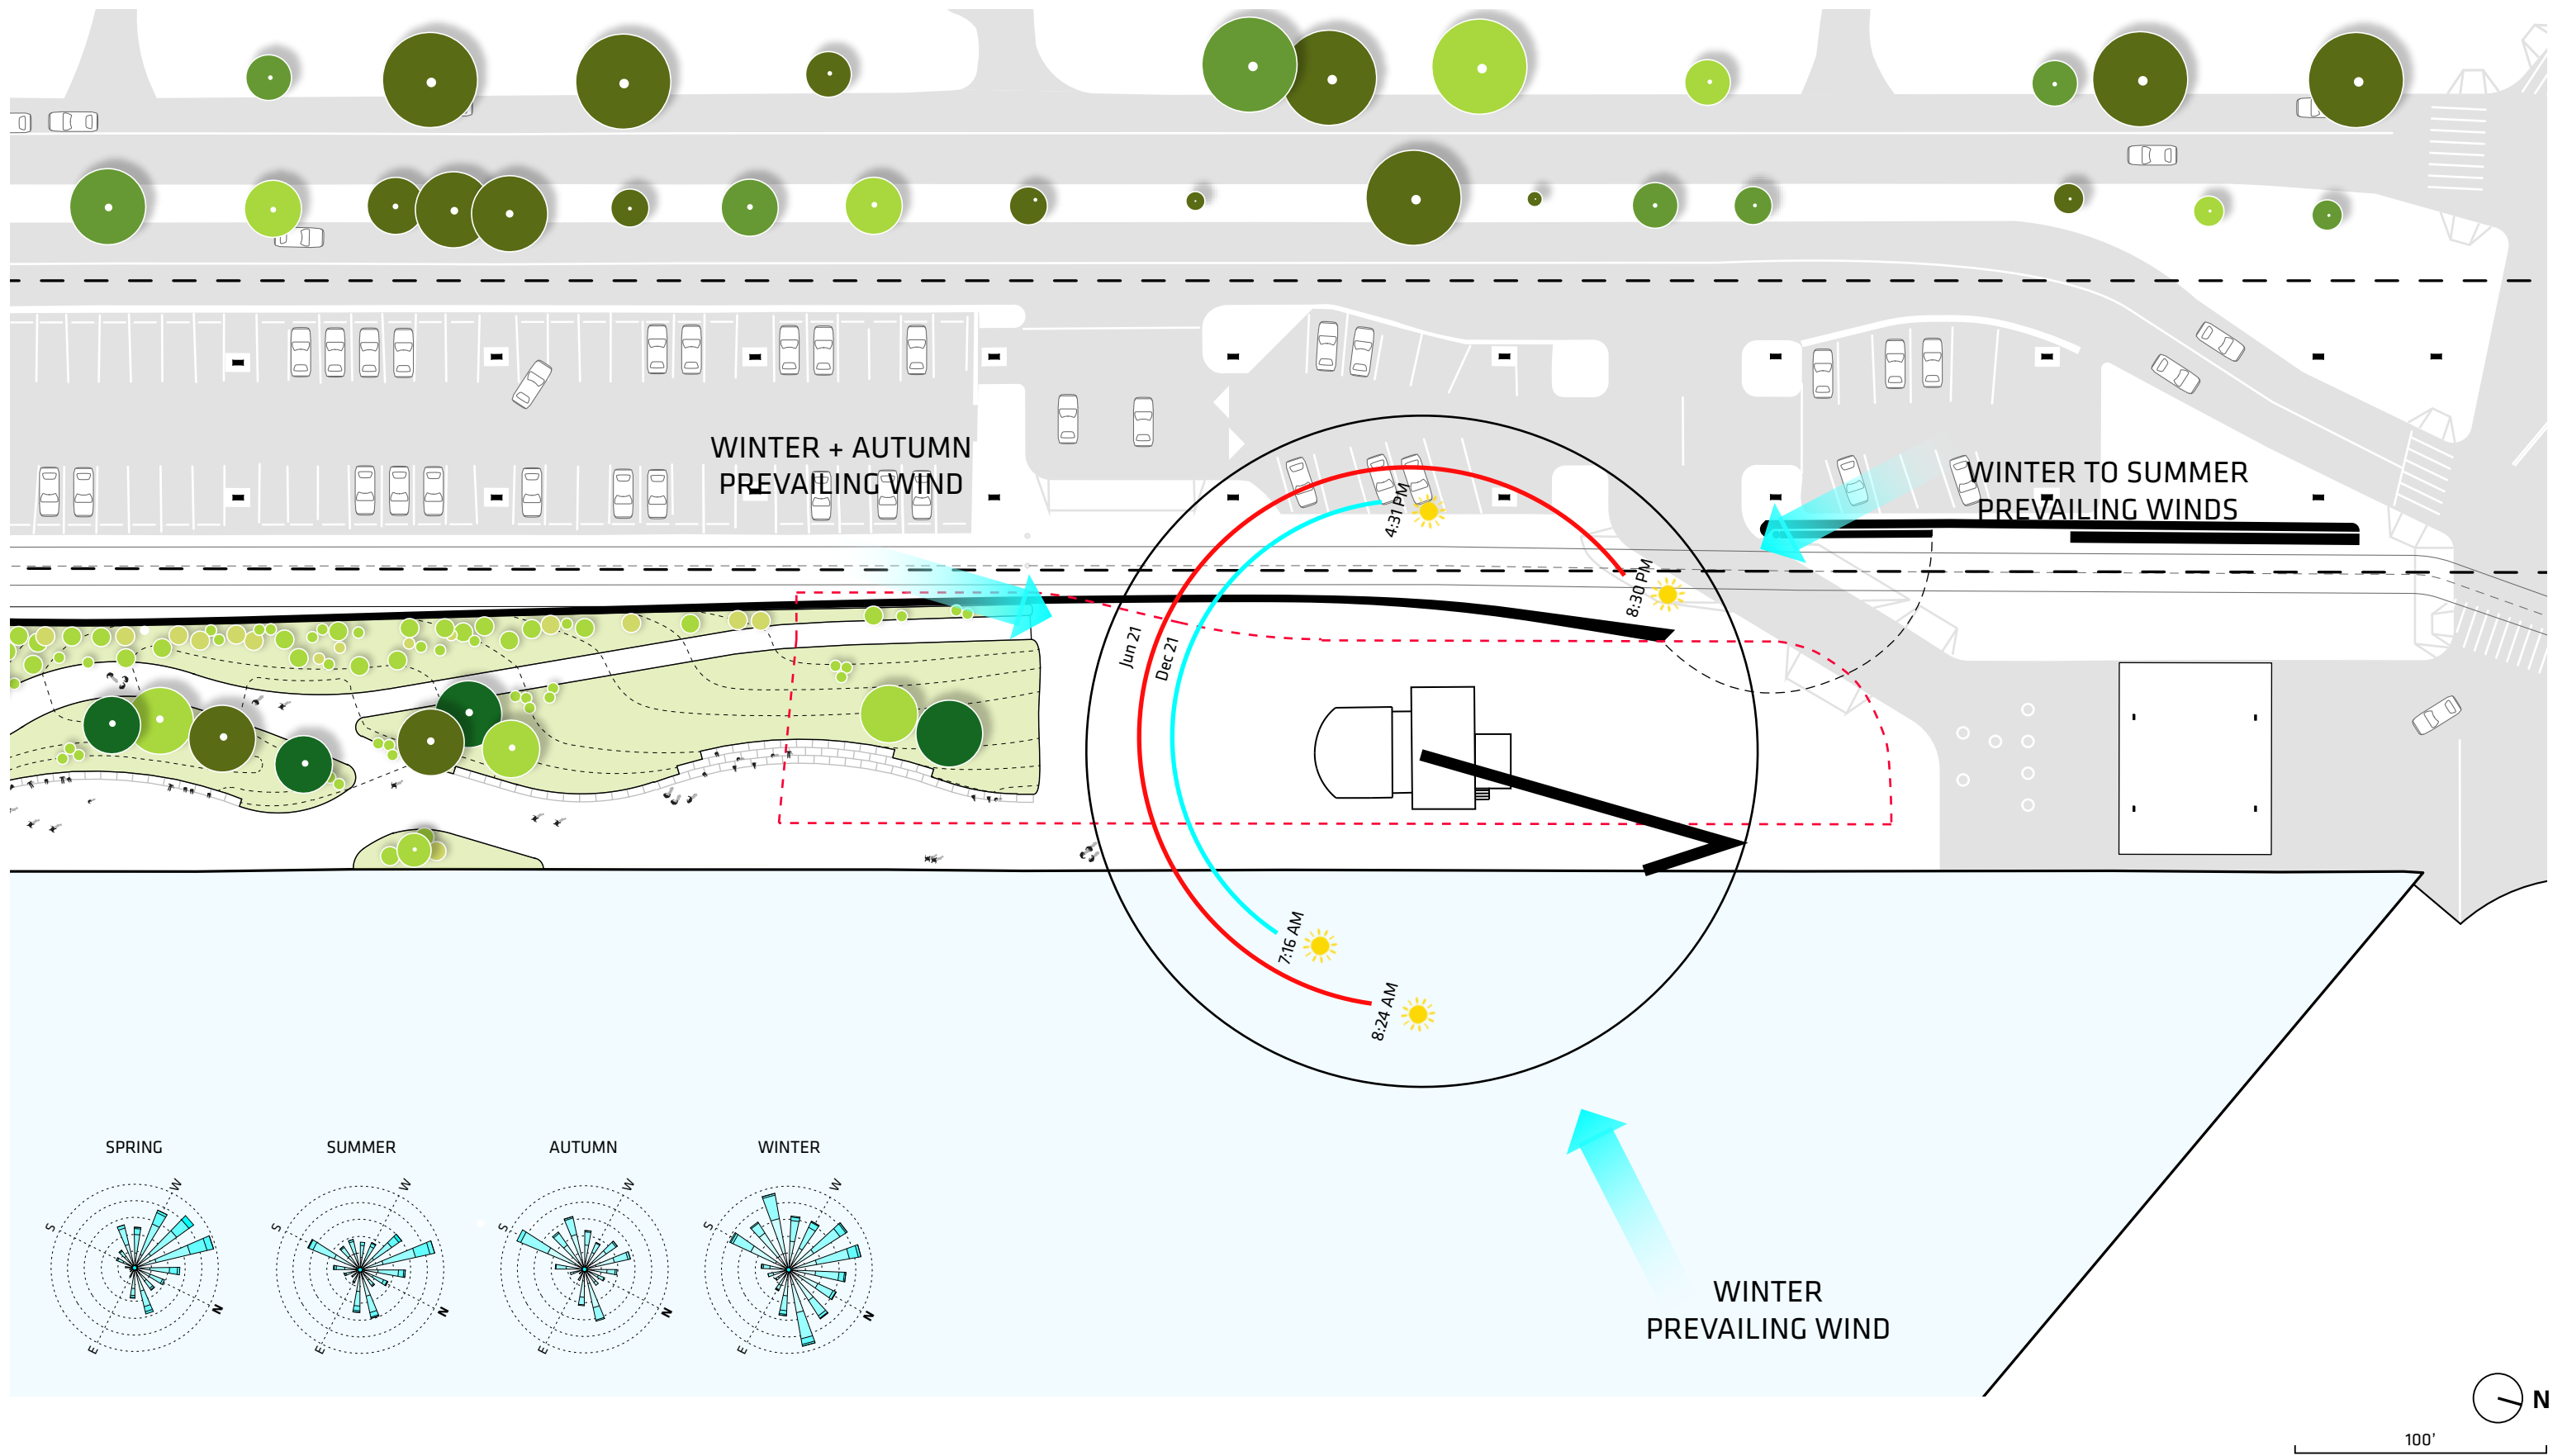 WINTER + AUTUMN
PREVAILING WIND
WINTER TO SUMMER
PREVAILING WINDS
4:31 PM
8:30 PM
Jun 21
Dec 21
7:16 AM
8:24 AM
SPRING
SUMMER
AUTUMN
WINTER
W
S
N
E
W
S
N
E
W
S
N
E
W
S
N
E
WINTER
PREVAILING WIND
N
100'